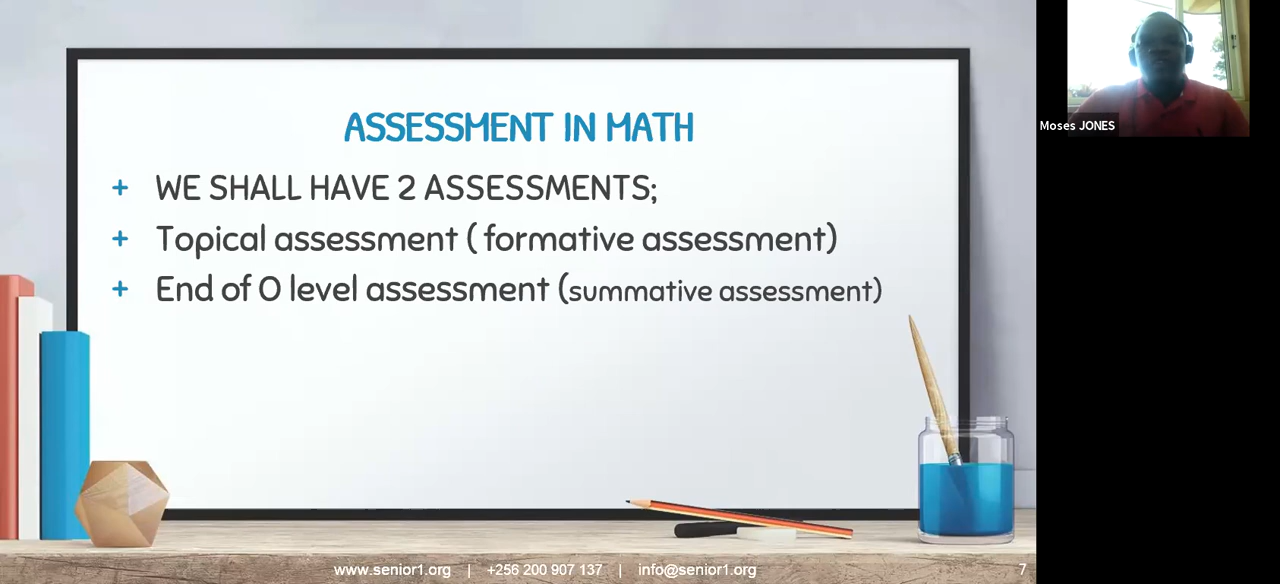 ASSESSMENT IN MATH
+ WE SHALL HAVE 2 ASSESSMENTS;
+ Topical assessment ( formative assessment)
+ End of O level assessment (summative assessment)
www.senior1.org | +256 200 907 137 | info@senior1.org
7
Moses JONES